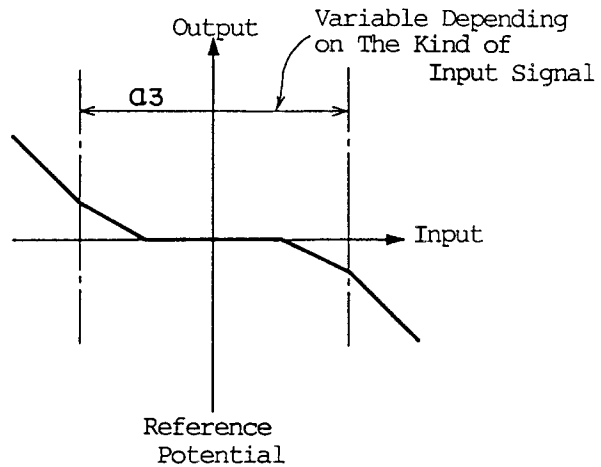 Variable Depending
on The Kind of
Input Signal
Output
a3
Input
Reference
Potential